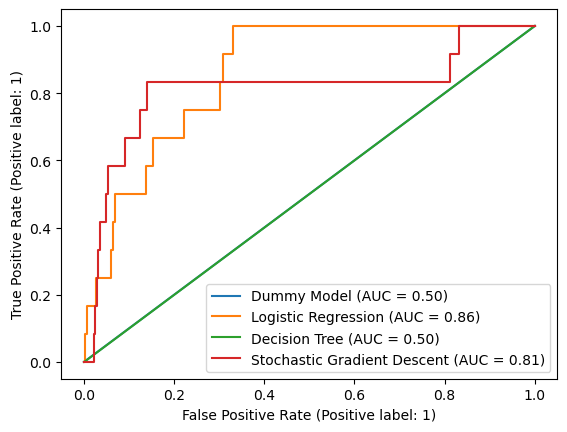 1.0
0.8
0.6
0.4
0.2
0.0
True Positive Rate (Positive label: 1)
Dummy Model (AUC = 0.50)
Logistic Regression (AUC = 0.86)
Decision Tree (AUC = 0.50)
Stochastic Gradient Descent (AUC = 0.81)
0.0 0.2 0.4 0.6 0.8 1.0
False Positive Rate (Positive label: 1)